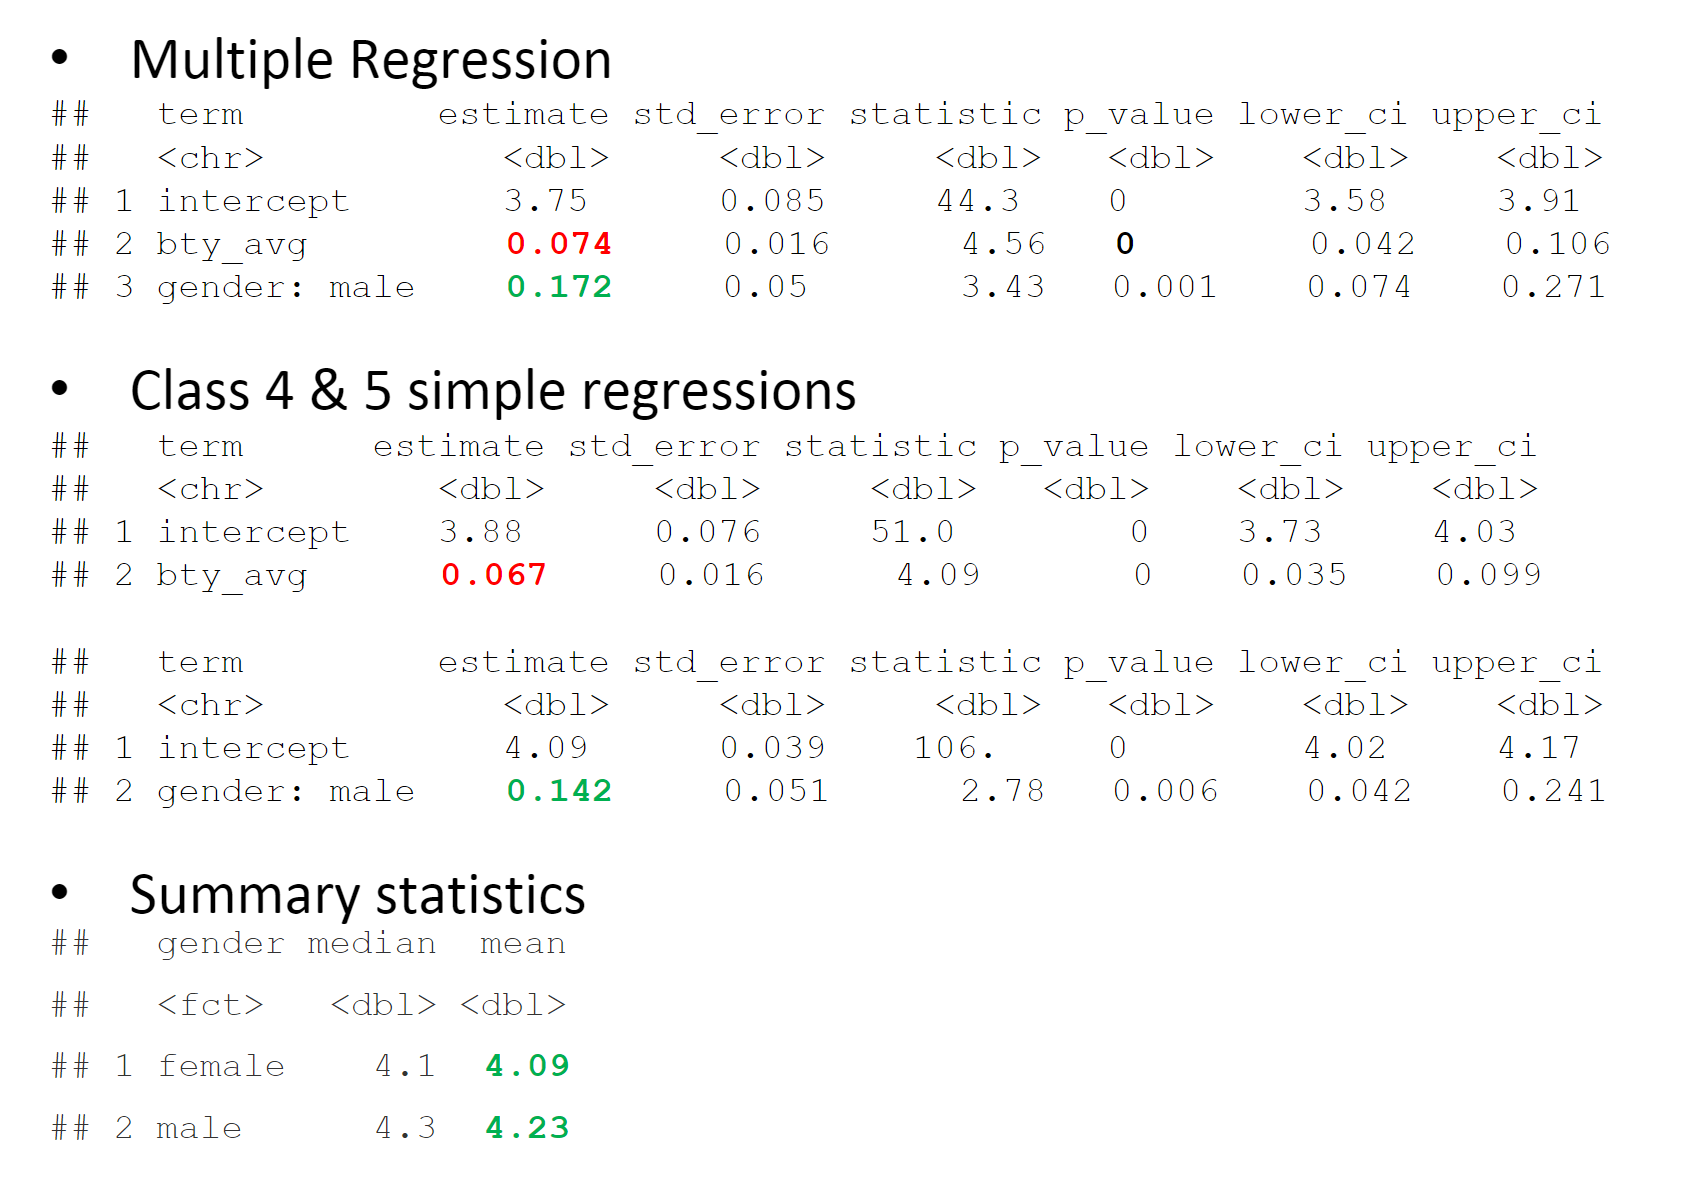 • Multiple Regression
## term estimate std_error statistic p_value lower_ci upper_ci
## <chr> <dbl> <dbl> <dbl> <dbl> <dbl> <dbl>
## 1 intercept 3.75 0.085 44.3 0 3.58 3.91
## 2 bty_avg 0.074 0.016 4.56 0 0.042 0.106
## 3 gender: male 0.172 0.05 3.43 0.001 0.074 0.271
• Class 4 & 5 simple regressions
## term estimate std_error statistic p_value lower_ci upper_ci
## <chr> <dbl> <dbl> <dbl> <dbl> <dbl> <dbl>
## 1 intercept 3.88 0.076 51.0 0 3.73 4.03
## 2 bty_avg 0.067 0.016 4.09 0 0.035 0.099
## term estimate std_error statistic p_value lower_ci upper_ci
## <chr> <dbl> <dbl> <dbl> <dbl> <dbl> <dbl>
## 1 intercept 4.09 0.039 106. 0 4.02 4.17
## 2 gender: male 0.142 0.051 2.78 0.006 0.042 0.241
• Summary statistics
## gender median mean
## <fct> <dbl> <dbl>
## 1 female 4.1 4.09
## 2 male 4.3 4.23